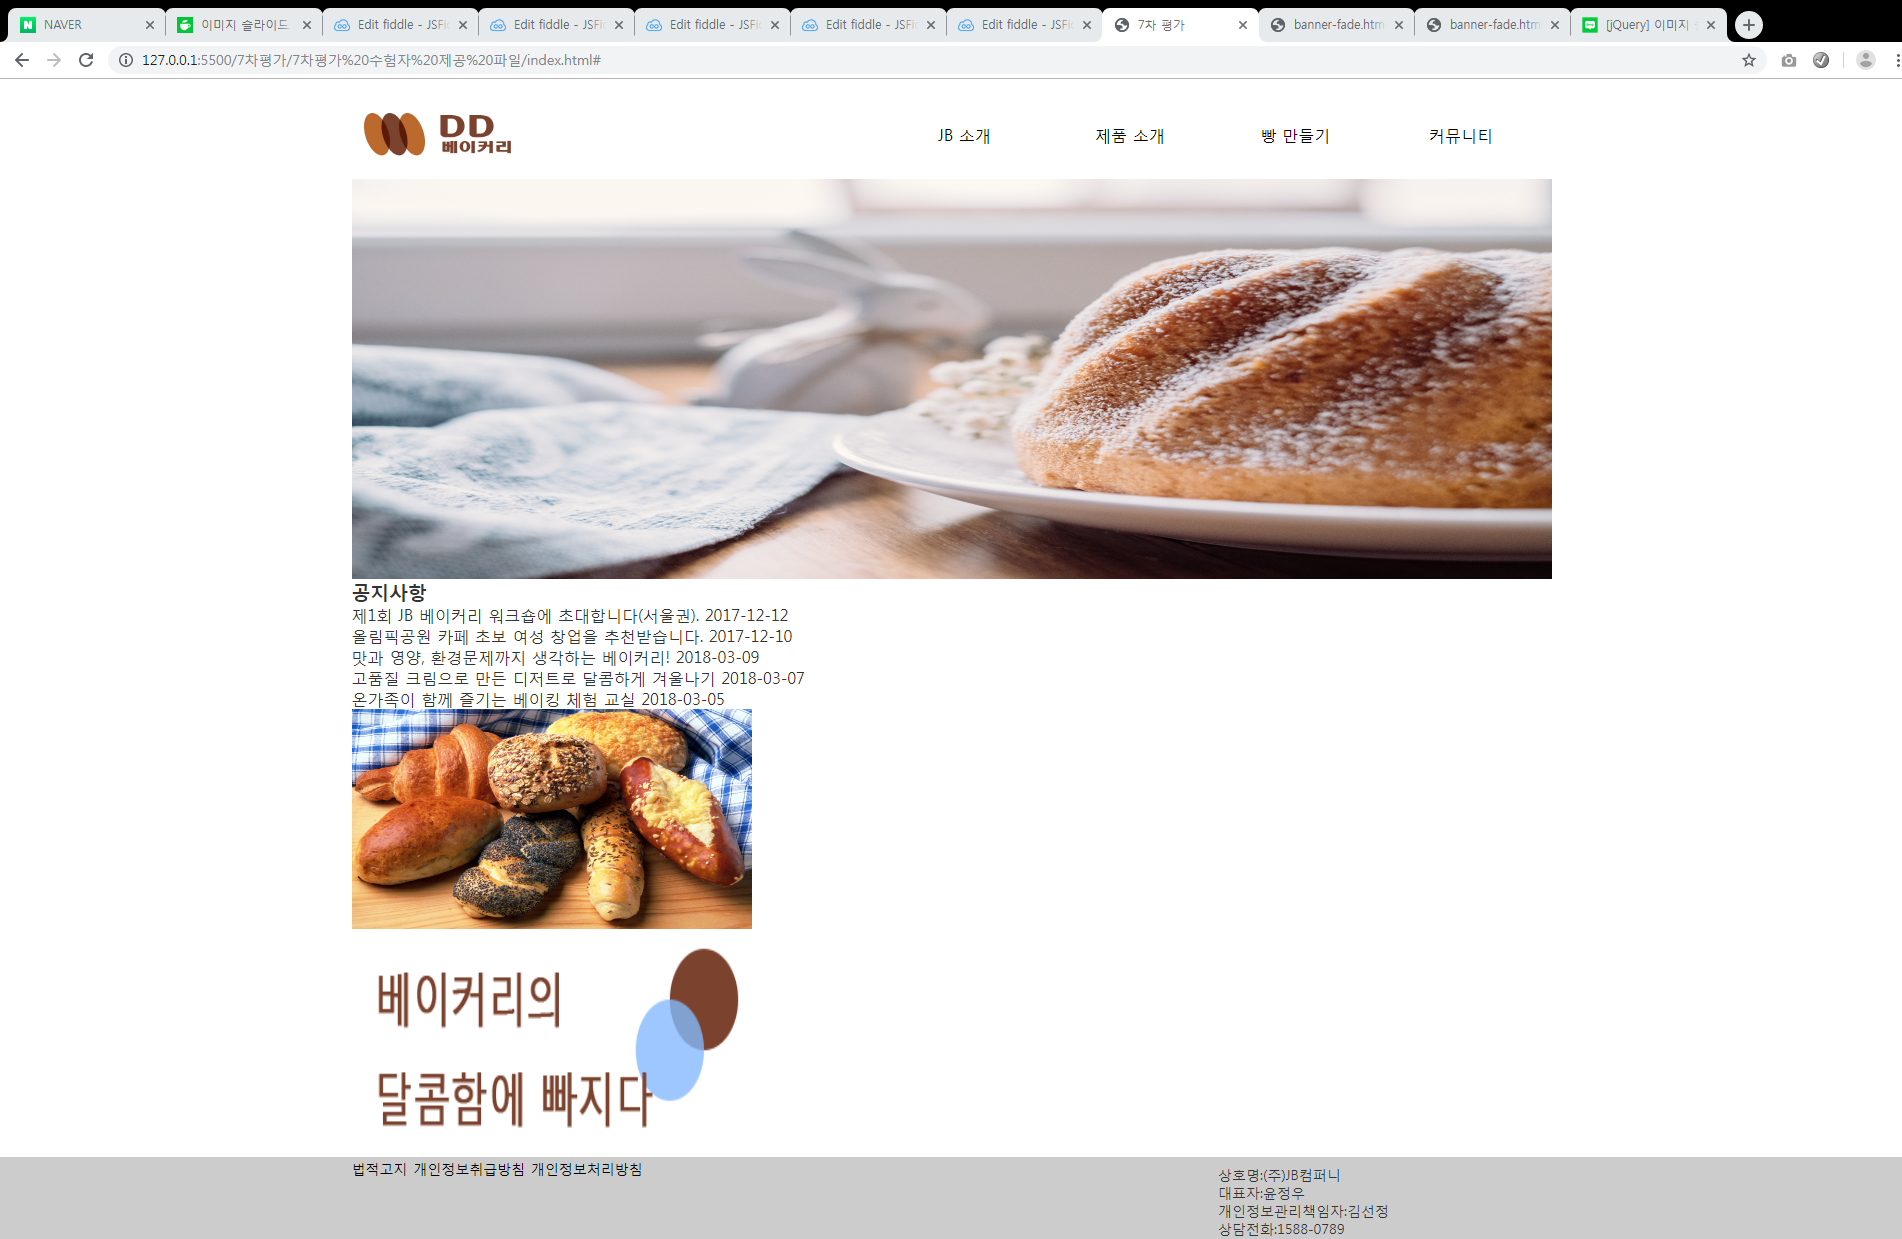 NAVER
이미지 슬라이드
Edit fiddle - JSFi
Edit fiddle - JSFi
Edit fiddle - JSFi
Edit fiddle - JSFi
Edit fiddle - JSFi
7차 평가
banner-fade.htm
banner-fade.htm
[jQuery] 이미지
127.0.0.1:5500/7차평가/7차평가%20수험자%20제공%20파일/index.html#
DD
베이커리
JB 소개
제품 소개
빵 만들기
커뮤니티
공지사항
제1회 JB 베이커리 워크숍에 초대합니다(서울권). 2017-12-12
올림픽공원 카페 초보 여성 창업을 추천받습니다. 2017-12-10
맛과 영양, 환경문제까지 생각하는 베이커리! 2018-03-09
고품질 크림으로 만든 디저트로 달콤하게 겨울나기 2018-03-07
온가족이 함께 즐기는 베이킹 체험 교실 2018-03-05
베이커리의
달콤함에 빠지다
법적고지 개인정보취급방침 개인정보처리방침
상호명:(주)JB컴퍼니
대표자:윤정우
개인정보관리책임자:김선정
상담전화:1588-0789